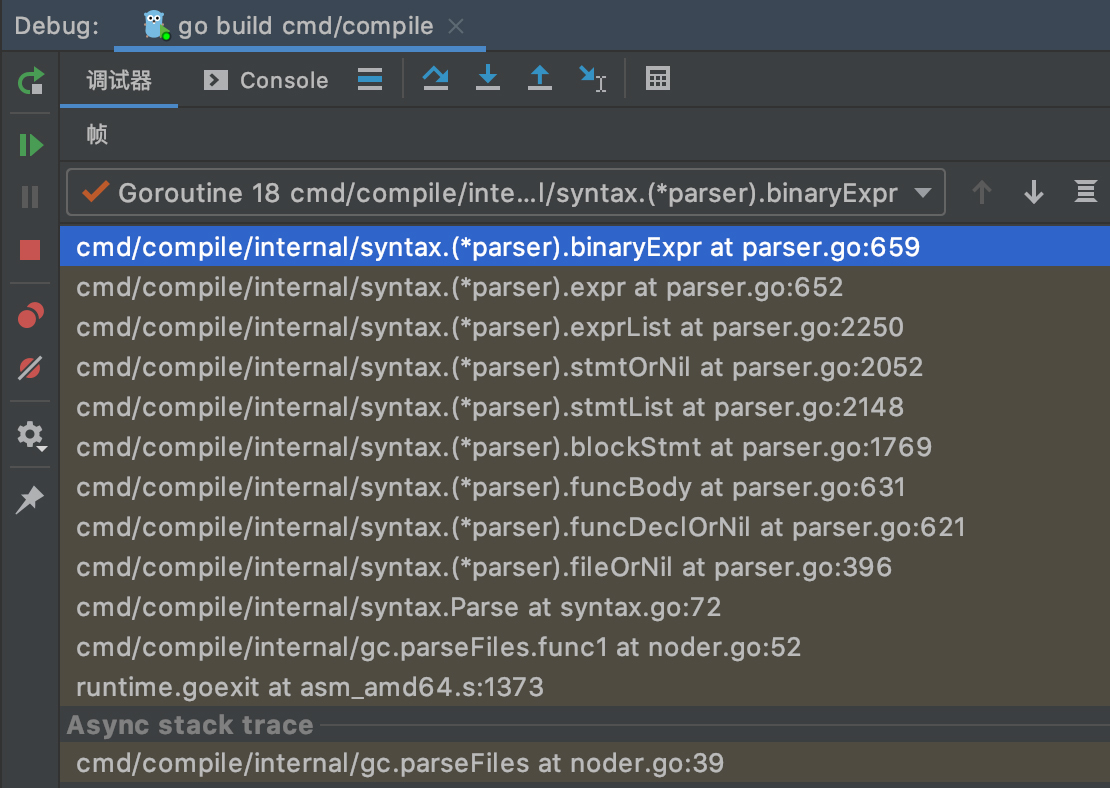 Debug: go build cmd/compile
调试器 Console
帧
Goroutine 18 cmd/compile/inte...l/syntax.(*parser).binaryExpr
cmd/compile/internal/syntax.(*parser).binaryExpr at parser.go:659
cmd/compile/internal/syntax.(*parser).expr at parser.go:652
cmd/compile/internal/syntax.(*parser).exprList at parser.go:2250
cmd/compile/internal/syntax.(*parser).stmtOrNil at parser.go:2052
cmd/compile/internal/syntax.(*parser).stmtList at parser.go:2148
cmd/compile/internal/syntax.(*parser).blockStmt at parser.go:1769
cmd/compile/internal/syntax.(*parser).funcBody at parser.go:631
cmd/compile/internal/syntax.(*parser).funcDeclOrNil at parser.go:621
cmd/compile/internal/syntax.(*parser).fileOrNil at parser.go:396
cmd/compile/internal/syntax.Parse at syntax.go:72
cmd/compile/internal/gc.parseFiles.func1 at noder.go:52
runtime.goexit at asm_amd64.s:1373
Async stack trace
cmd/compile/internal/gc.parseFiles at noder.go:39